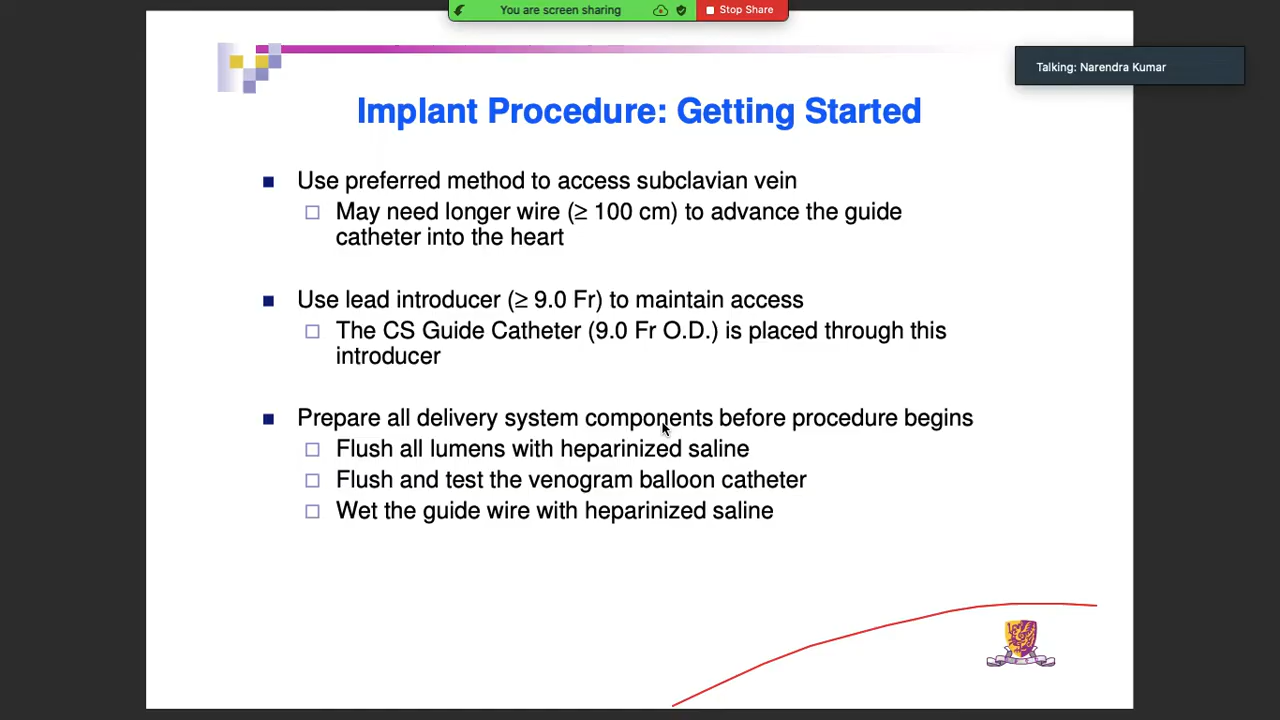 You are screen sharing
Stop Share
Talking: Narendra Kumar
Implant Procedure: Getting Started
Use preferred method to access subclavian vein
May need longer wire (≥ 100 cm) to advance the guide
catheter into the heart
Use lead introducer (≥ 9.0 Fr) to maintain access
The CS Guide Catheter (9.0 Fr O.D.) is placed through this
introducer
Prepare all delivery system components before procedure begins
Flush all lumens with heparinized saline
Flush and test the venogram balloon catheter
Wet the guide wire with heparinized saline